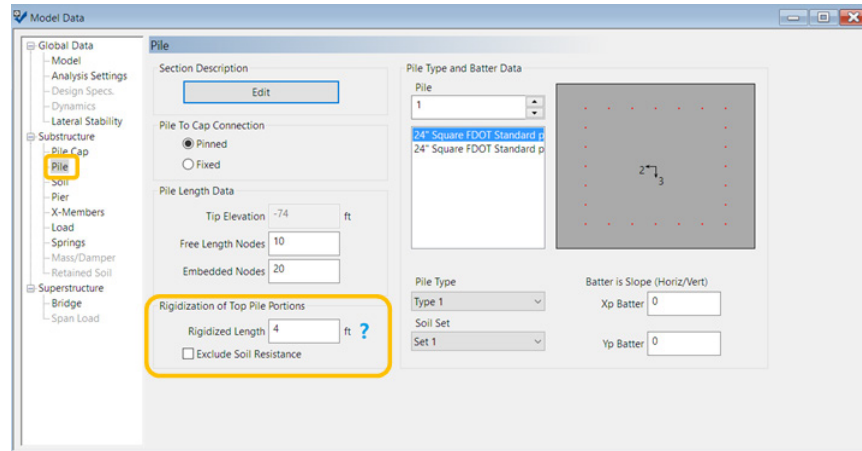 Model Data
Global Data
Model
Analysis Settings
Design Specs.
Dynamics
Lateral Stability
Substructure
Pile Cap
Pile
Soil
Pier
X-Members
Load
Springs
Mass/Damper
Retained Soil
Superstructure
Bridge
Span Load
Pile
Section Description
Edit
Pile To Cap Connection
Pinned
Fixed
Pile Length Data
Tip Elevation -74 ft
Free Length Nodes 10
Embedded Nodes 20
Rigidization of Top Pile Portions
Rigidized Length 4 ft ?
Exclude Soil Resistance
Pile Type and Batter Data
Pile
1
24" Square FDOT Standard p
24" Square FDOT Standard p
2
3
Pile Type
Type 1
Soil Set
Set 1
Batter is Slope (Horiz/Vert)
Xp Batter 0
Yp Batter 0